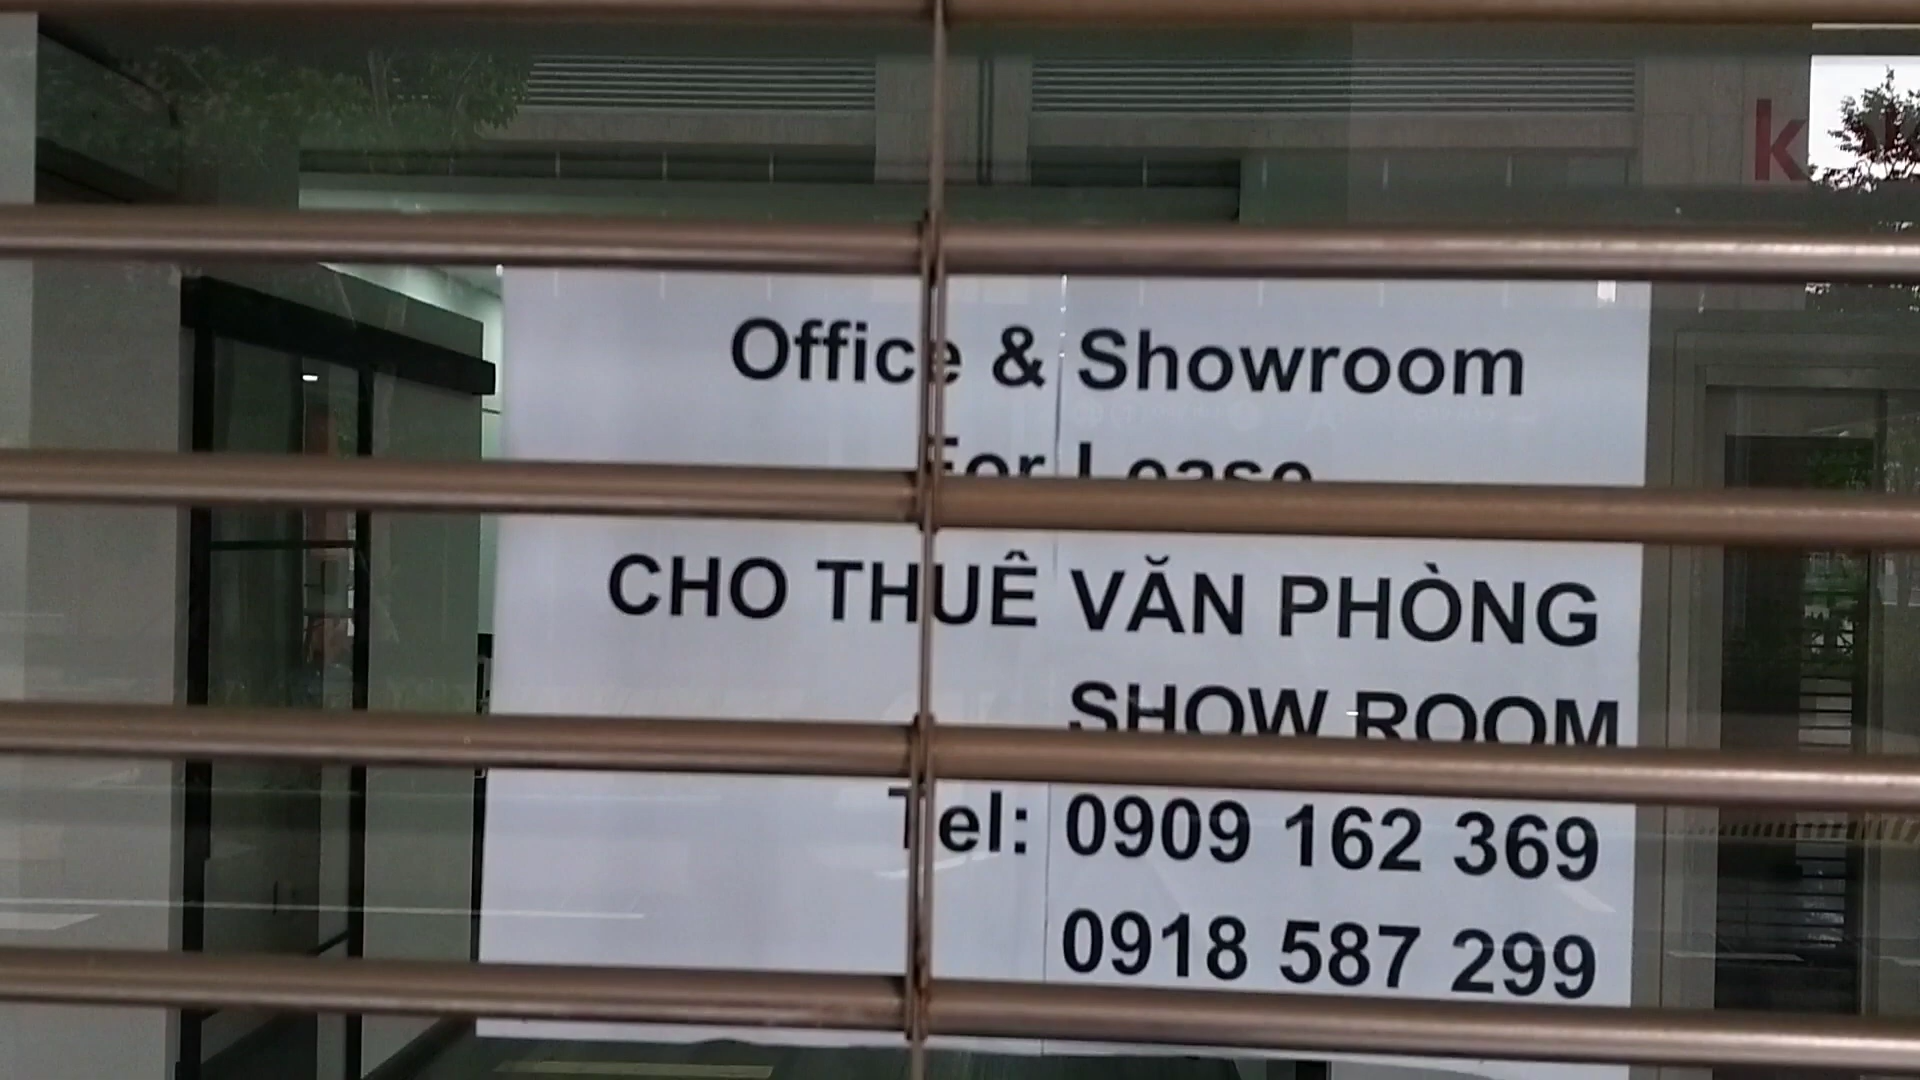 Office & Showroom
For Lease
CHO THUÊ VĂN PHÒNG
SHOW ROOM
Tel: 0909 162 369
0918 587 299